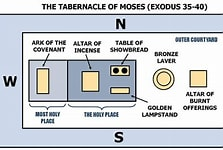 THE TABERNACLE OF MOSES (EXODUS 35-40)
N
OUTER COURTYARD
ARK OF THE
COVENANT
ALTAR OF
INCENSE
TABLE OF
SHOWBREAD
BRONZE
LAVER
W
MOST HOLY
PLACE
THE HOLY PLACE
GOLDEN
LAMPSTAND
ALTAR OF
BURNT
OFFERINGS
S